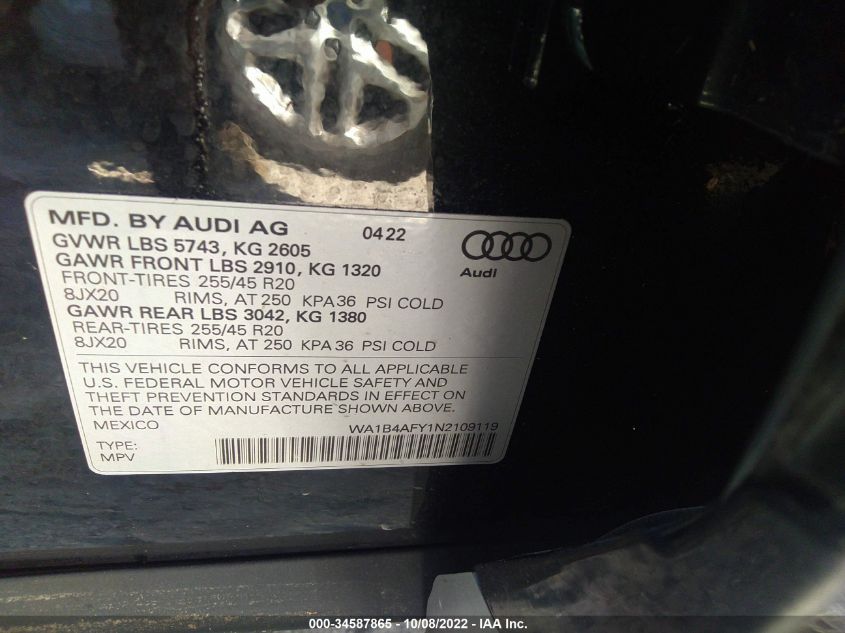 MFD. BY AUDI AG 0422
GVWR LBS 5743, KG 2605
GAWR FRONT LBS 2910, KG 1320
FRONT-TIRES 255/45 R20
8JX20 RIMS, AT 250 KPA 36 PSI COLD
GAWR REAR LBS 3042, KG 1380
REAR-TIRES 255/45 R20
8JX20 RIMS, AT 250 KPA 36 PSI COLD
Audi
THIS VEHICLE CONFORMS TO ALL APPLICABLE
U.S. FEDERAL MOTOR VEHICLE SAFETY AND
THEFT PREVENTION STANDARDS IN EFFECT ON
THE DATE OF MANUFACTURE SHOWN ABOVE.
MEXICO WA1B4AFY1N2109119
TYPE:
MPV
000-34587865 - 10/08/2022 - IAA Inc.